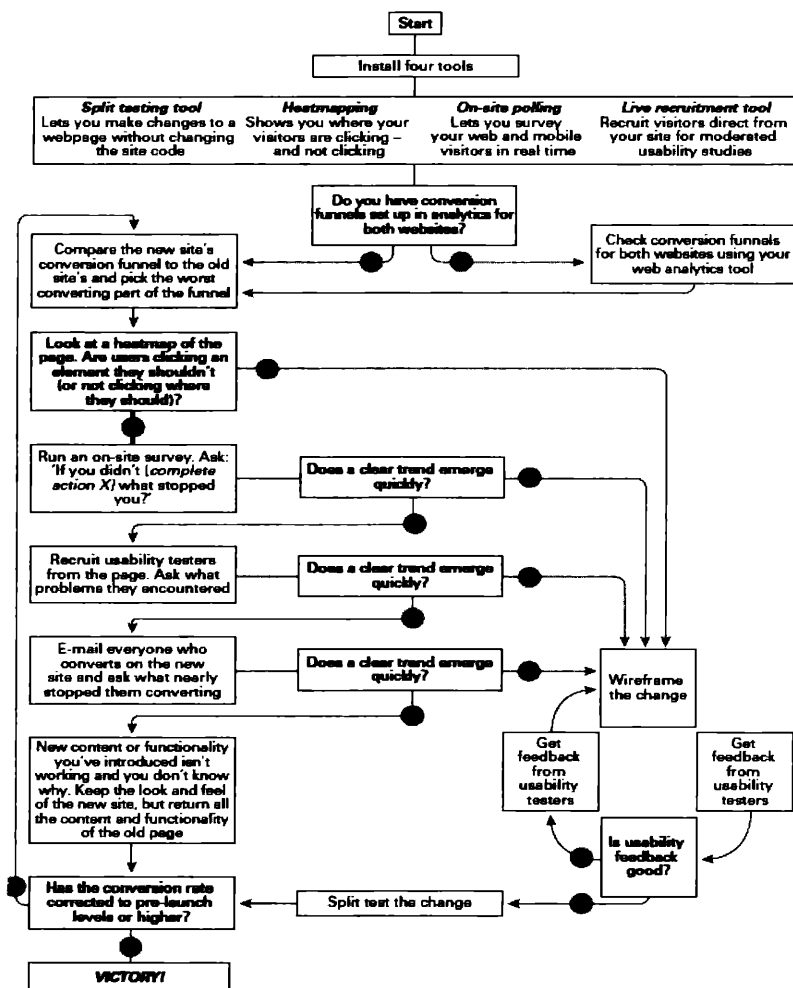 Start
Install four tools
Split testing tool
Lets you make changes to a
webpage without changing
the site code
Heatmapping
Shows you where your
visitors are clicking –
and not clicking
On-site polling
Lets you survey
your web and mobile
visitors in real time
Live recruitment tool
Recruit visitors direct from
your site for moderated
usability studies
Do you have conversion
funnels set up in analytics for
both websites?
Compare the new site's
conversion funnel to the old
site's and pick the worst
converting part of the funnel
Check conversion funnels
for both websites using your
web analytics tool
Look at a heatmap of the
page. Are users clicking an
element they shouldn't
(or not clicking where
they should)?
Run an on-site survey. Ask:
'If you didn't [complete
action X] what stopped
you?'
Does a clear trend emerge
quickly?
Recruit usability testers
from the page. Ask what
problems they encountered
Does a clear trend emerge
quickly?
E-mail everyone who
converts on the new
site and ask what nearly
stopped them converting
Does a clear trend emerge
quickly?
Wireframe
the change
New content or functionality
you've introduced isn't
working and you don't know
why. Keep the look and feel
of the new site, but return all
the content and functionality
of the old page
Get
feedback
from
usability
testers
Get
feedback
from
usability
testers
Is usability
feedback
good?
Has the conversion rate
corrected to pre-launch
levels or higher?
Split test the change
VICTORY!